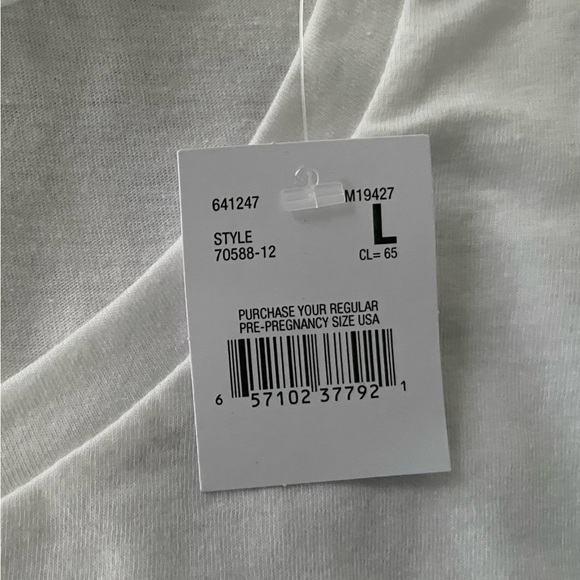 641247 M19427
STYLE L
70588-12 CL= 65
PURCHASE YOUR REGULAR
PRE-PREGNANCY SIZE USA
6 57102 37792 1